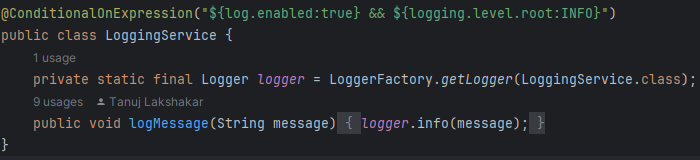 @ConditionalOnExpression("${log.enabled:true} && ${logging.level.root:INFO}")
public class LoggingService {
1 usage
private static final Logger logger = LoggerFactory.getLogger(LoggingService.class);
9 usages Tanuj Lakshakar
public void logMessage(String message) { logger.info(message); }
}